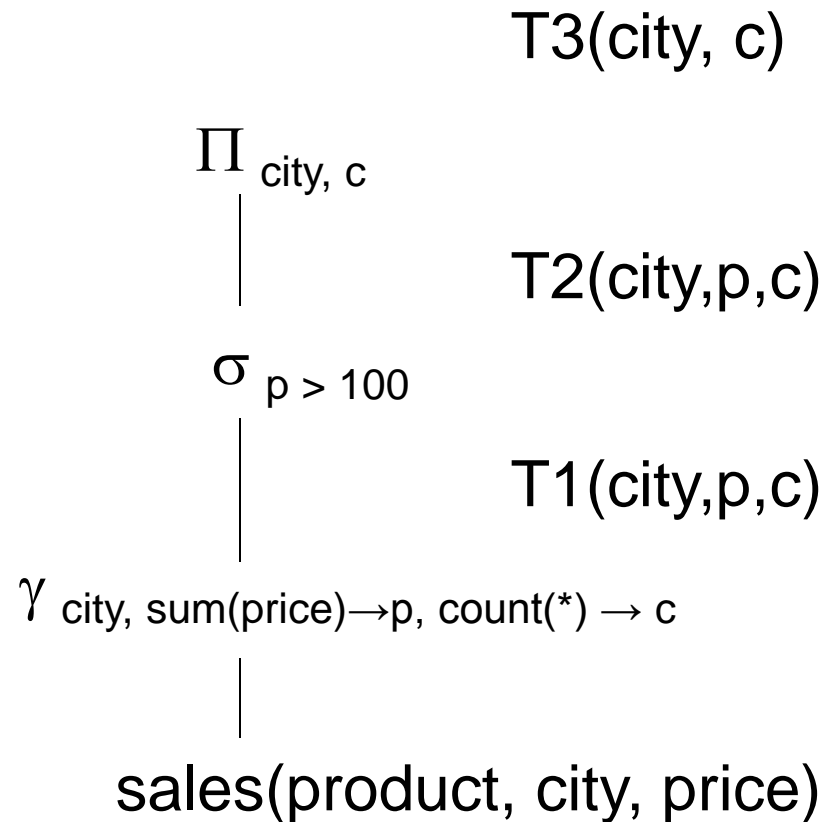 T3(city, c)
Π city, c
T2(city,p,c)
σ p > 100
T1(city,p,c)
γ city, sum(price)→p, count(*) → c
sales(product, city, price)